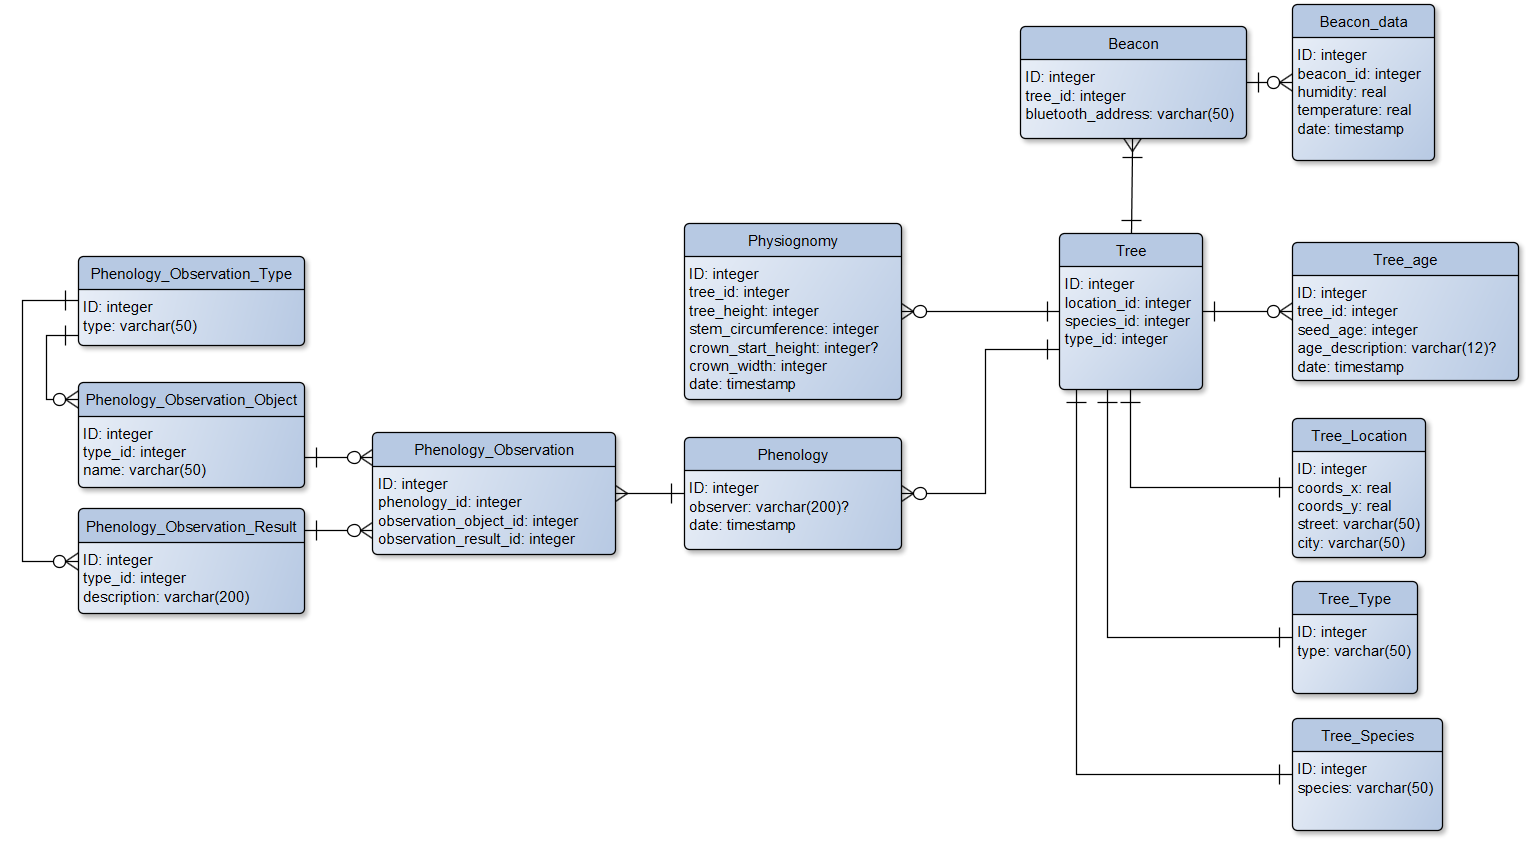 Beacon_data
ID: integer
beacon_id: integer
humidity: real
temperature: real
date: timestamp
Beacon
ID: integer
tree_id: integer
bluetooth_address: varchar(50)
Physiognomy
ID: integer
tree_id: integer
tree_height: integer
stem_circumference: integer
crown_start_height: integer?
crown_width: integer
date: timestamp
Tree
ID: integer
location_id: integer
species_id: integer
type_id: integer
Tree_age
ID: integer
tree_id: integer
seed_age: integer
age_description: varchar(12)?
date: timestamp
Phenology_Observation_Type
ID: integer
type: varchar(50)
Phenology_Observation_Object
ID: integer
type_id: integer
name: varchar(50)
Phenology_Observation_Result
ID: integer
type_id: integer
description: varchar(200)
Phenology_Observation
ID: integer
phenology_id: integer
observation_object_id: integer
observation_result_id: integer
Phenology
ID: integer
observer: varchar(200)?
date: timestamp
Tree_Location
ID: integer
coords_x: real
coords_y: real
street: varchar(50)
city: varchar(50)
Tree_Type
ID: integer
type: varchar(50)
Tree_Species
ID: integer
species: varchar(50)